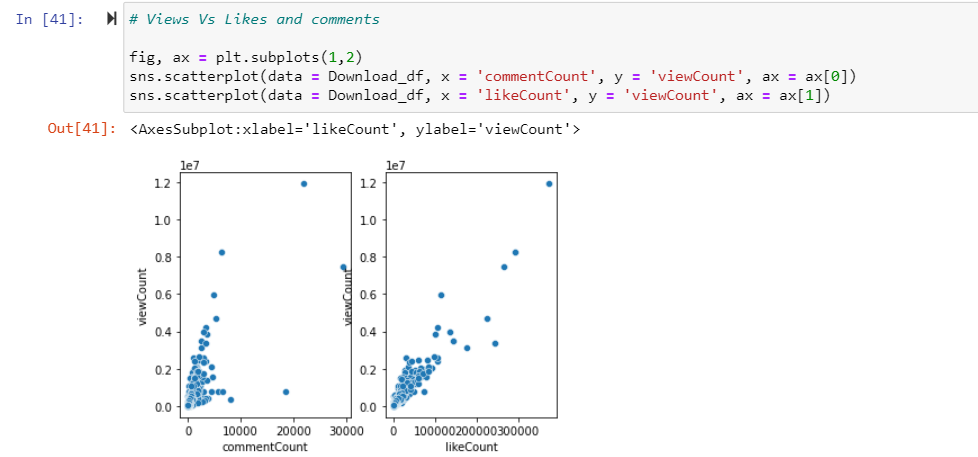 In [41]:
# Views Vs Likes and comments
fig, ax = plt.subplots(1,2)
sns.scatterplot(data = Download_df, x = 'commentCount', y = 'viewCount', ax = ax[0])
sns.scatterplot(data = Download_df, x = 'likeCount', y = 'viewCount', ax = ax[1])
Out[41]: <AxesSubplot:xlabel='likeCount', ylabel='viewCount'>
1e7
1.2
1.0
0.8
0.6
0.4
0.2
0.0
viewCount
0 10000 20000 30000
commentCount
1e7
1.2
1.0
0.8
0.6
0.4
0.2
0.0
viewCount
0 100000200000300000
likeCount